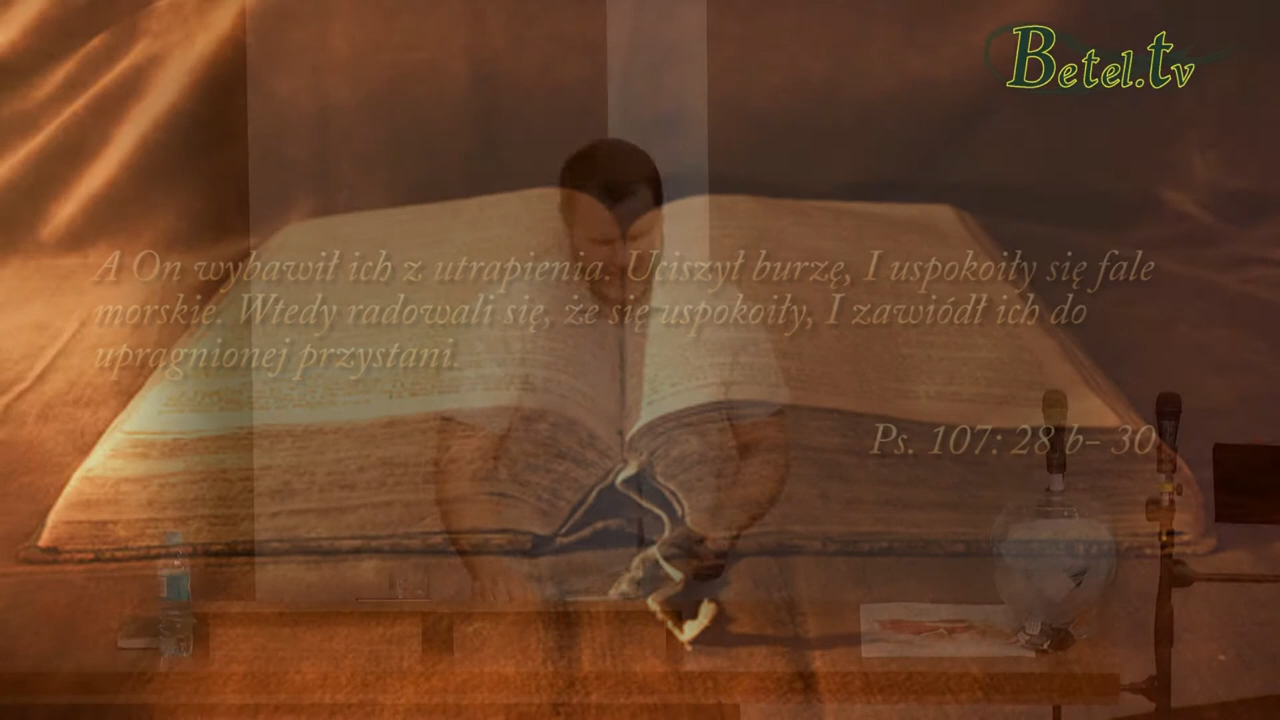 Betel.tv
A On wybawił ich z utrapienia. Uciszył burzę, I uspokoiły się fale
morskie. Wtedy radowali się, że się uspokoiły, I zawiódł ich do
upragnionej przystani.
Ps. 107: 28 b- 30